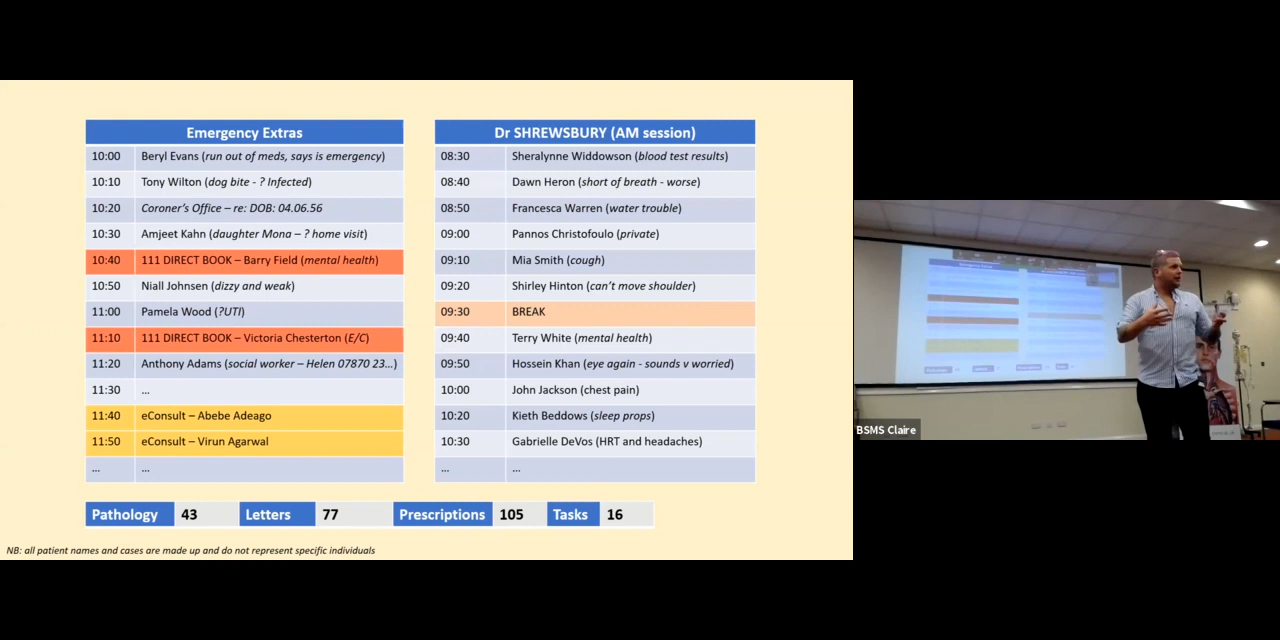 Emergency Extras
10:00 Beryl Evans (run out of meds, says is emergency)
10:10 Tony Wilton (dog bite - ? Infected)
10:20 Coroner's Office – re: DOB: 04.06.56
10:30 Amjeet Kahn (daughter Mona – ? home visit)
10:40 111 DIRECT BOOK – Barry Field (mental health)
10:50 Niall Johnsen (dizzy and weak)
11:00 Pamela Wood (?UTI)
11:10 111 DIRECT BOOK – Victoria Chesterton (E/C)
11:20 Anthony Adams (social worker – Helen 07870 23...)
11:30 ...
11:40 eConsult – Abebe Adeago
11:50 eConsult – Virun Agarwal
... ...
Dr SHREWSBURY (AM session)
08:30 Sheralynne Widdowson (blood test results)
08:40 Dawn Heron (short of breath - worse)
08:50 Francesca Warren (water trouble)
09:00 Pannos Christofoulo (private)
09:10 Mia Smith (cough)
09:20 Shirley Hinton (can't move shoulder)
09:30 BREAK
09:40 Terry White (mental health)
09:50 Hossein Khan (eye again - sounds v worried)
10:00 John Jackson (chest pain)
10:20 Kieth Beddows (sleep props)
10:30 Gabrielle DeVos (HRT and headaches)
... ...
Pathology 43 Letters 77 Prescriptions 105 Tasks 16
NB: all patient names and cases are made up and do not represent specific individuals
BSMS Claire